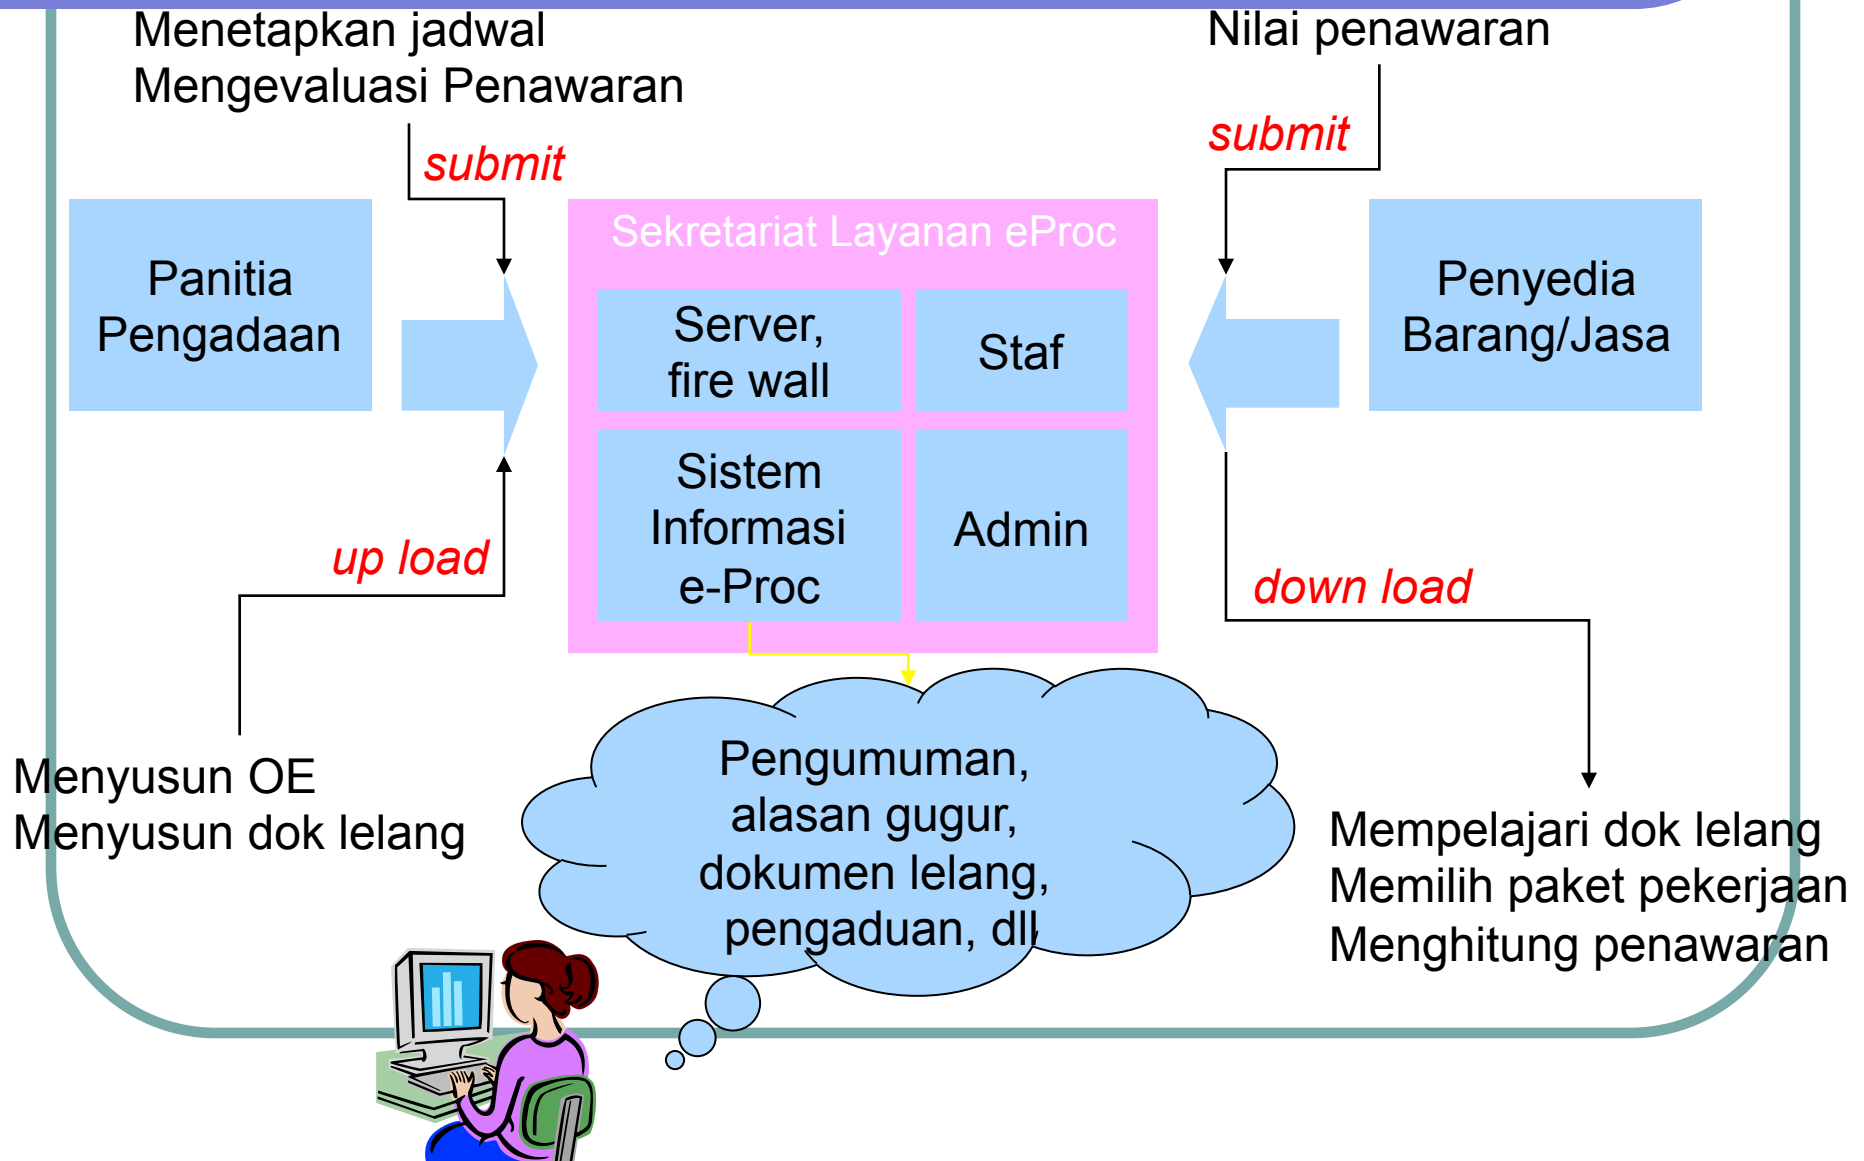 Menetapkan jadwal
Mengevaluasi Penawaran
Nilai penawaran
submit
submit
Panitia
Pengadaan
Sekretariat Layanan eProc
Server,
fire wall
Staf
Sistem
Informasi
e-Proc
Admin
Penyedia
Barang/Jasa
up load
down load
Menyusun OE
Menyusun dok lelang
Pengumuman,
alasan gugur,
dokumen lelang,
pengaduan, dll
Mempelajari dok lelang
Memilih paket pekerjaan
Menghitung penawaran